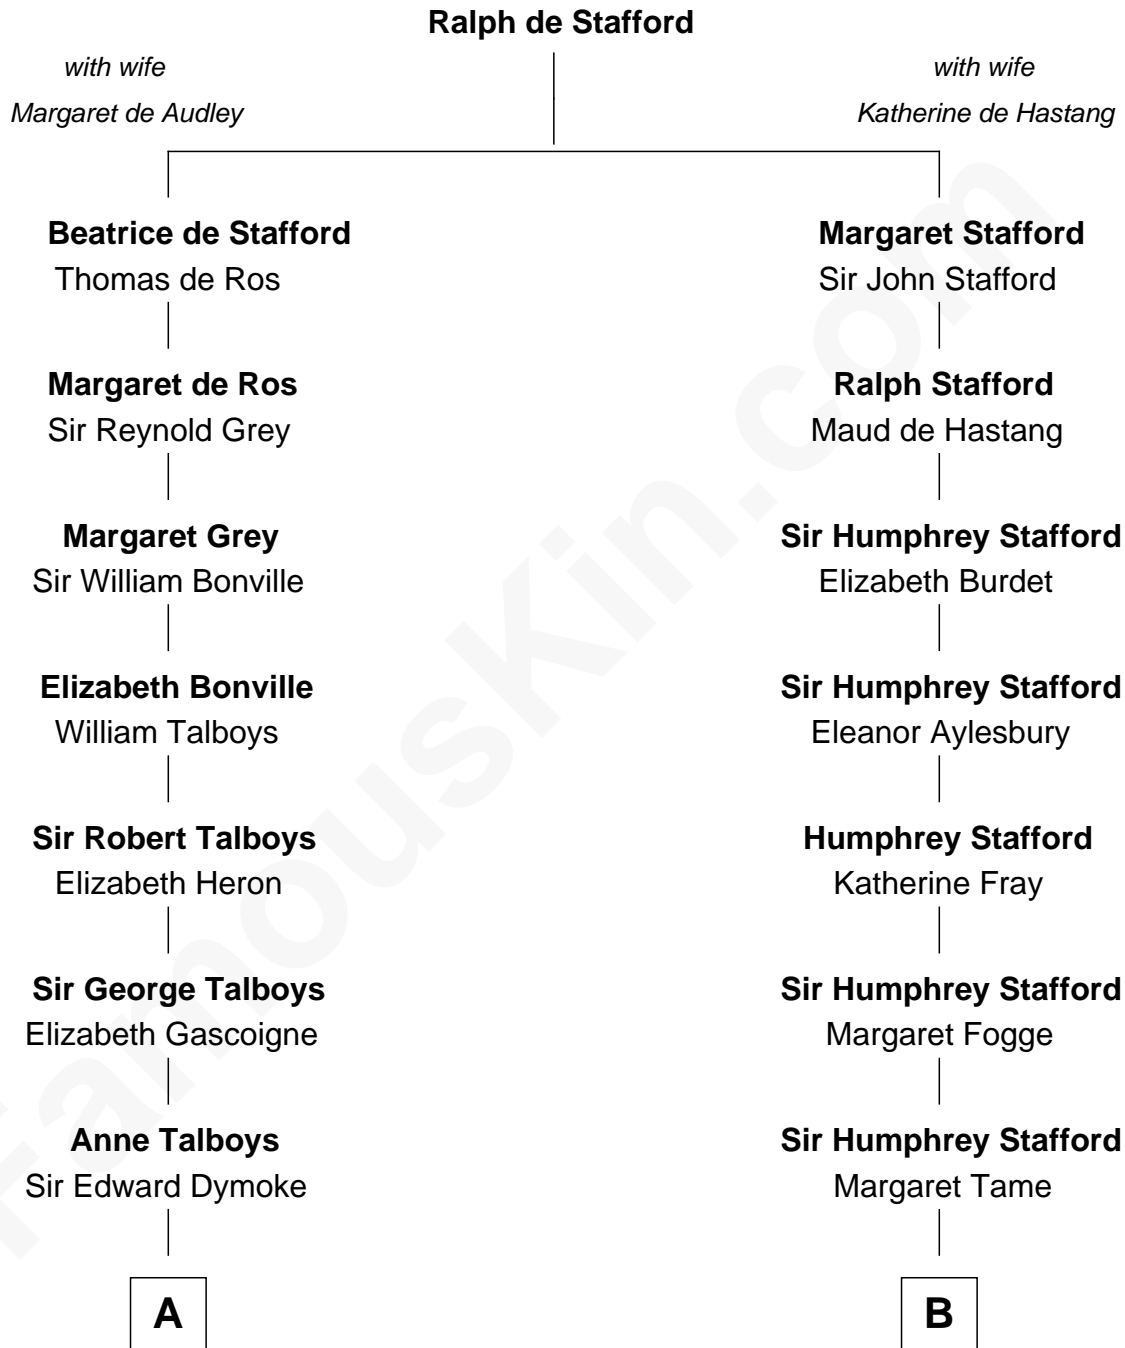 Ralph de Stafford
with wife
Margaret de Audley
with wife
Katherine de Hastang
Beatrice de Stafford
Thomas de Ros
Margaret de Ros
Sir Reynold Grey
Margaret Grey
Sir William Bonville
Elizabeth Bonville
William Talboys
Sir Robert Talboys
Elizabeth Heron
Sir George Talboys
Elizabeth Gascoigne
Anne Talboys
Sir Edward Dymoke
A
Margaret Stafford
Sir John Stafford
Ralph Stafford
Maud de Hastang
Sir Humphrey Stafford
Elizabeth Burdet
Sir Humphrey Stafford
Eleanor Aylesbury
Humphrey Stafford
Katherine Fray
Sir Humphrey Stafford
Margaret Fogge
Sir Humphrey Stafford
Margaret Tame
B
FamousKin.com